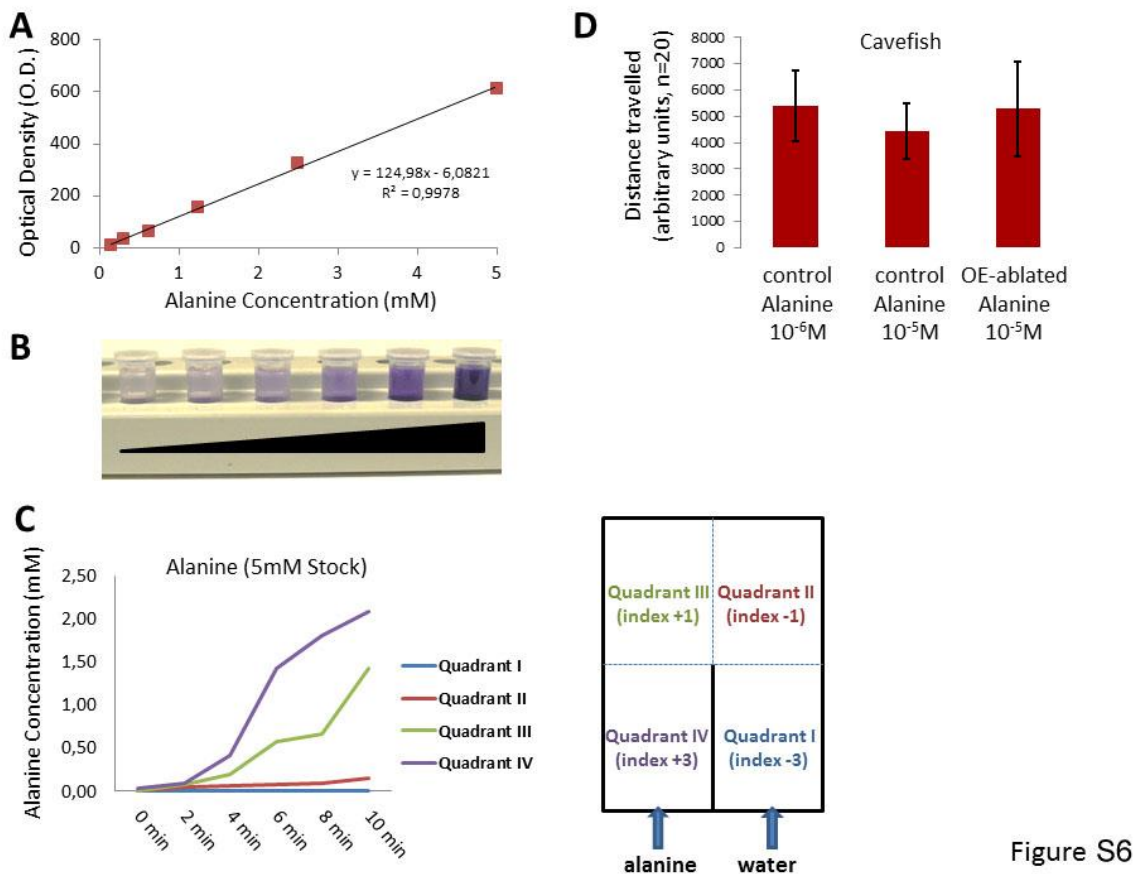 A
800
600
400
200
0
Optical Density (O.D.)
y = 124,98x - 6,0821
R² = 0,9978
0 1 2 3 4 5
Alanine Concentration (mM)
B
C
Alanine (5mM Stock)
Alanine Concentration (mM)
2,50
2,00
1,50
1,00
0,50
0,00
0 min 2 min 4 min 6 min 8 min 10 min
Quadrant I
Quadrant II
Quadrant III
Quadrant IV
Quadrant III
(index +1)
Quadrant II
(index -1)
Quadrant IV
(index +3)
Quadrant I
(index -3)
alanine
water
D
Cavefish
Distance travelled
(arbitrary units, n=20)
8000
7000
6000
5000
4000
3000
2000
1000
0
control
Alanine
10⁻⁶M
control
Alanine
10⁻⁵M
OE-ablated
Alanine
10⁻⁵M
Figure S6